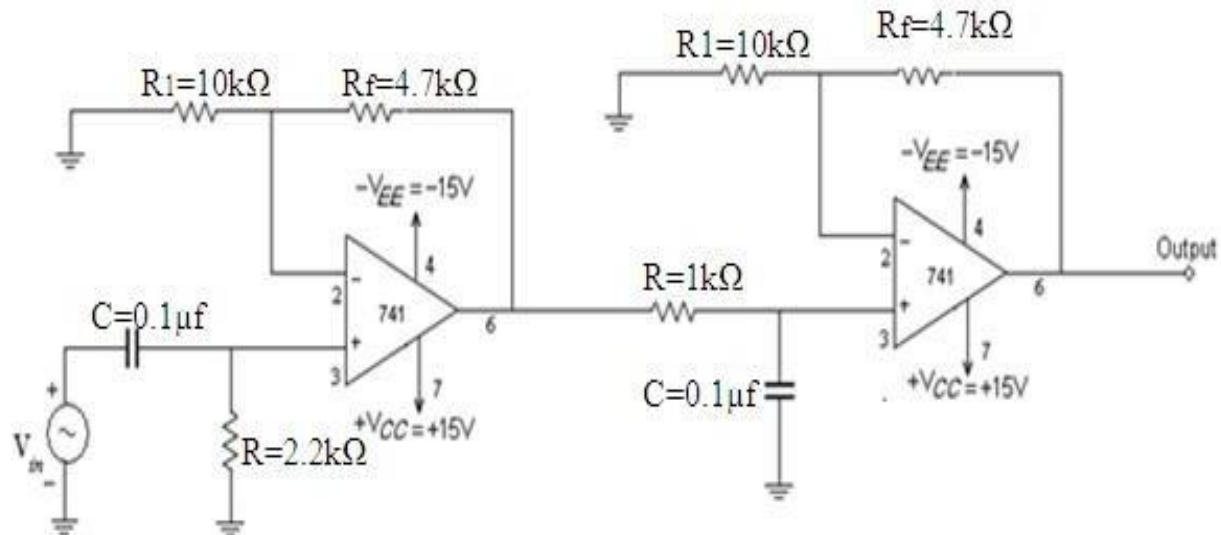 R1=10kΩ
Rf=4.7kΩ
-VEE = -15V
4
2
-
741
6
+
3
7
+VCC = +15V
C=0.1µf
+
Vin
-
R=2.2kΩ
R1=10kΩ
Rf=4.7kΩ
-VEE = -15V
4
2
-
741
6
+
3
7
+VCC = +15V
Output
R=1kΩ
C=0.1µf